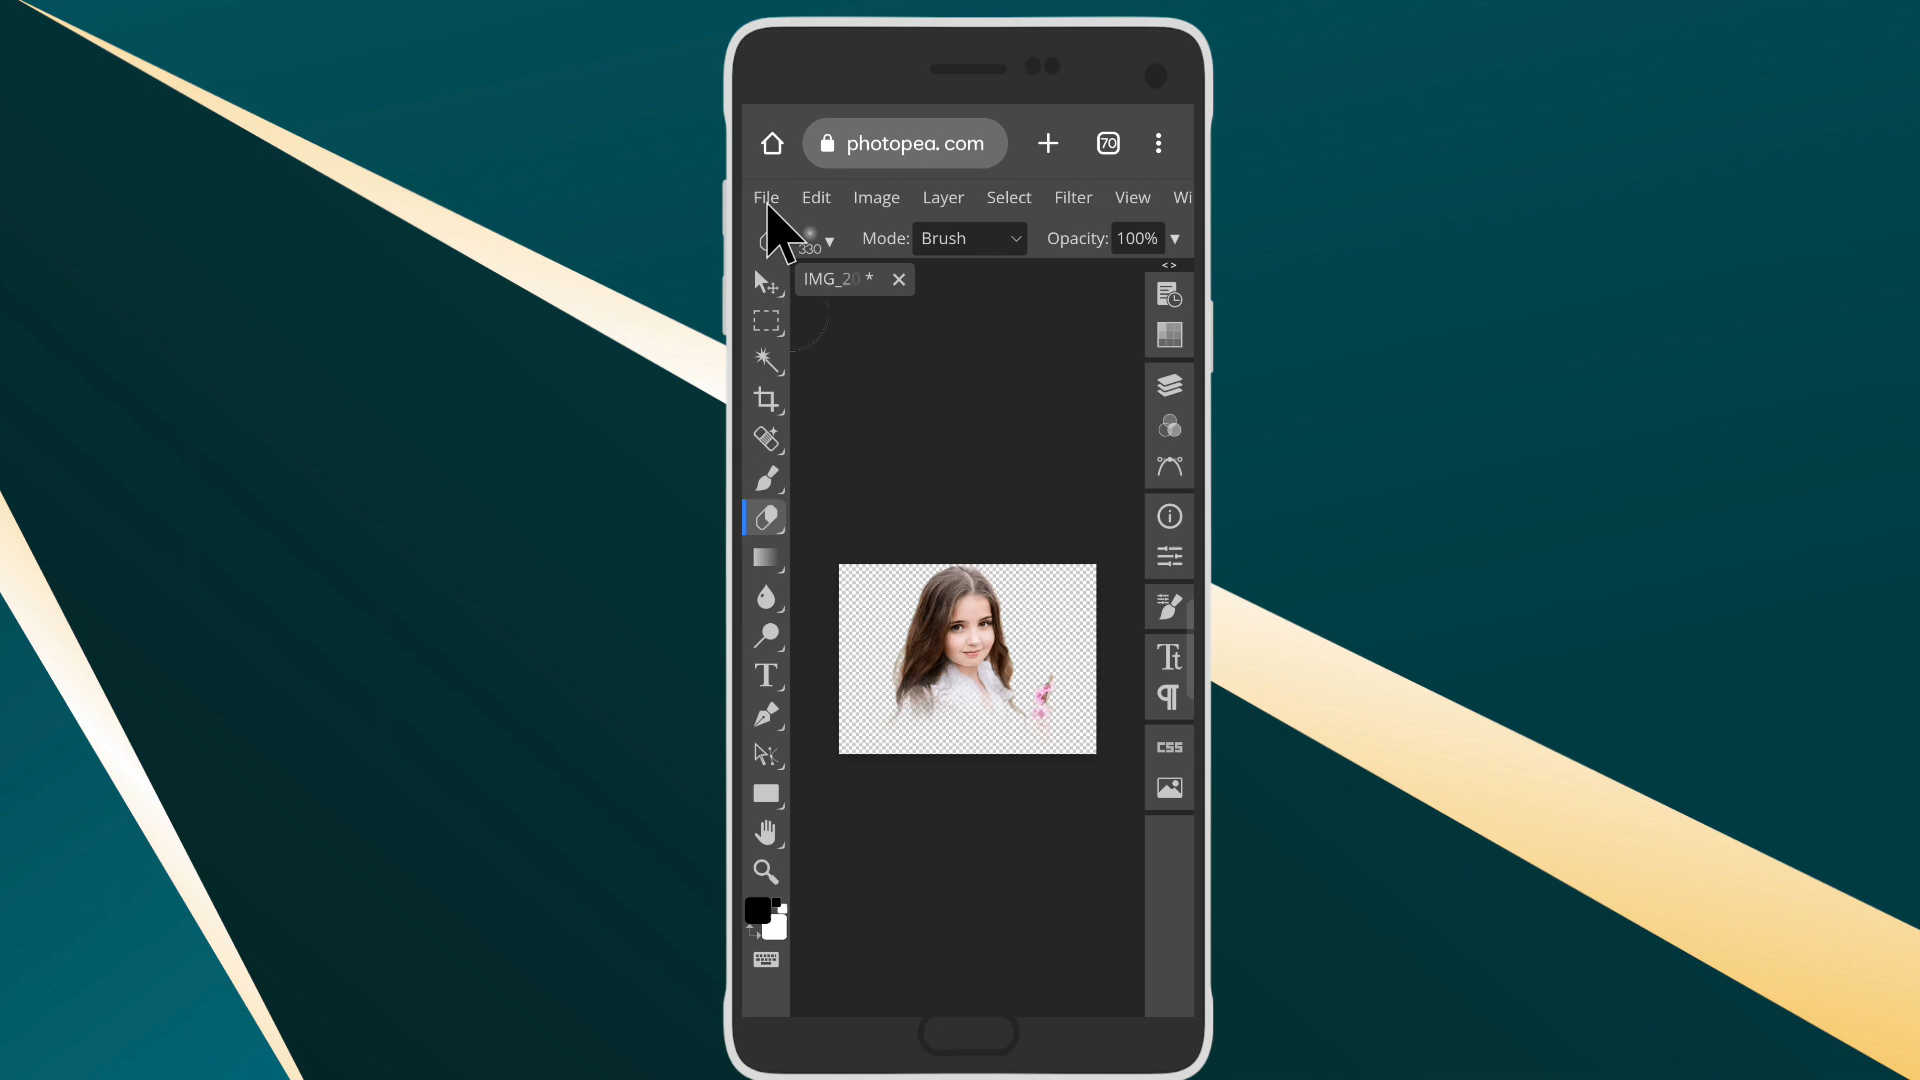 photopea.com
70
File Edit Image Layer Select Filter View Wi
330 Mode: Brush Opacity: 100%
< >
IMG_20 *
T
Tt
¶
CSS